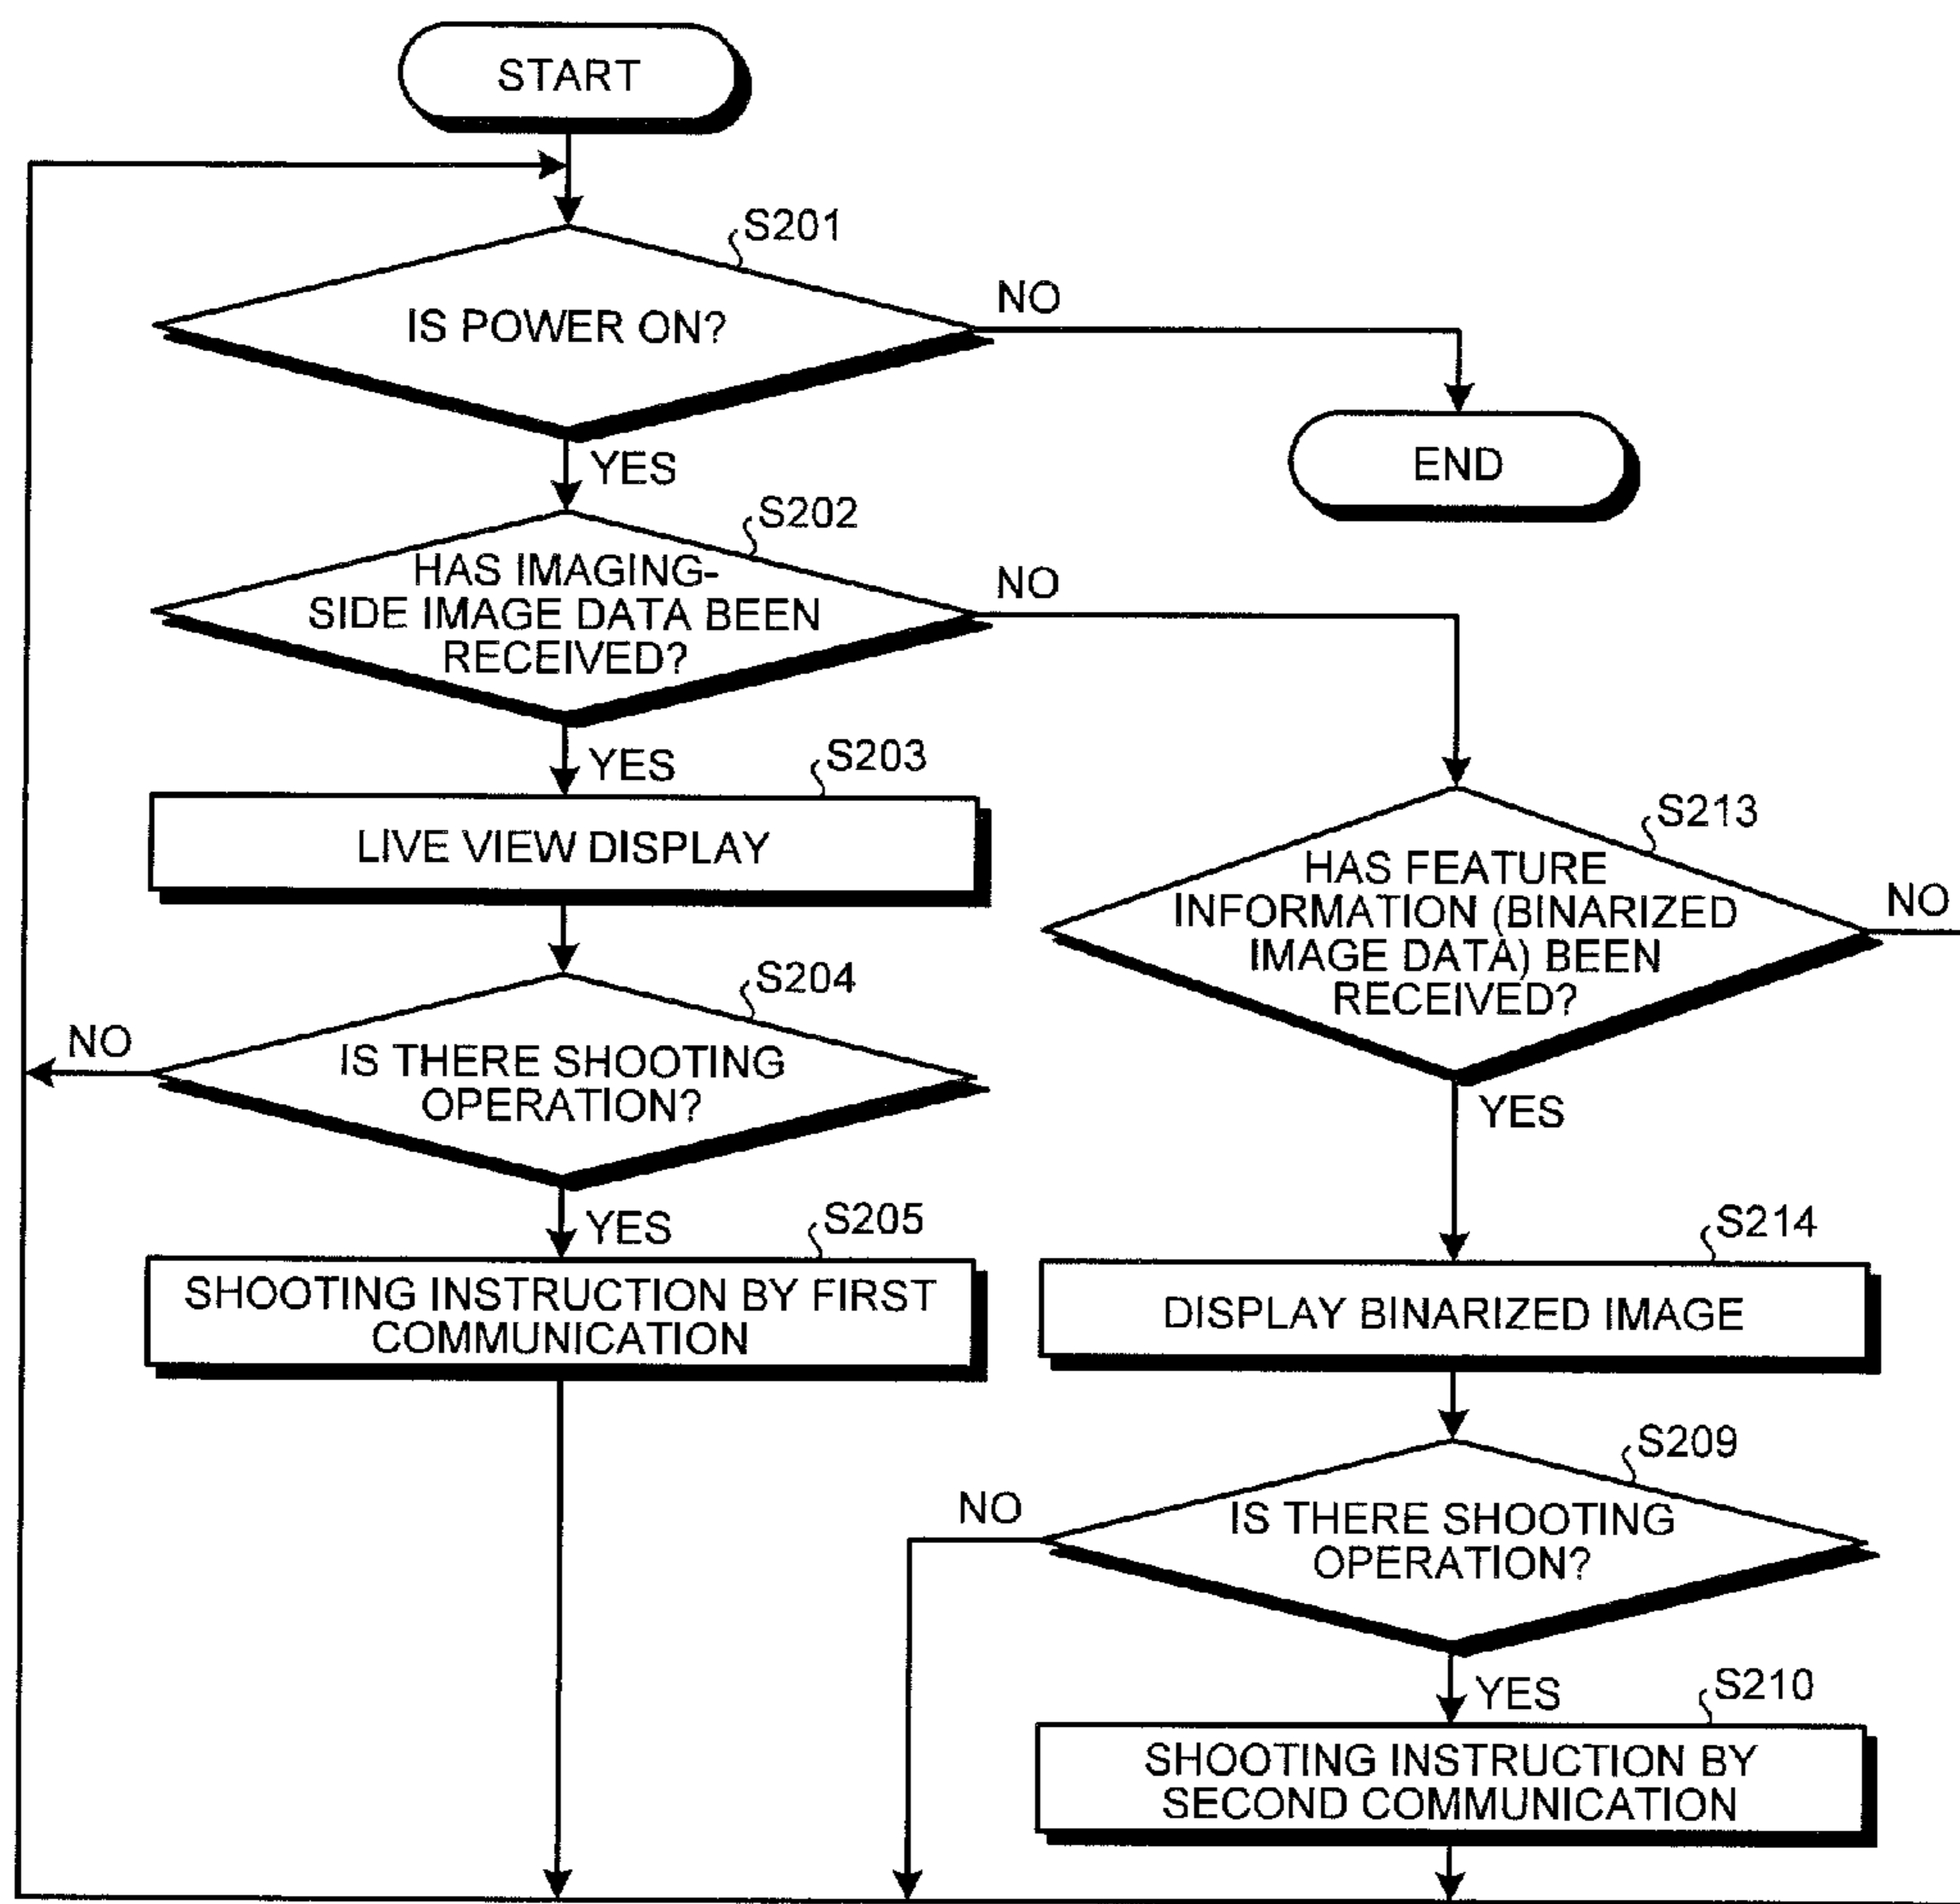 START
S201
IS POWER ON?
NO
END
YES
S202
HAS IMAGING-
SIDE IMAGE DATA BEEN
RECEIVED?
NO
YES
S203
LIVE VIEW DISPLAY
S213
HAS FEATURE
INFORMATION (BINARIZED
IMAGE DATA) BEEN
RECEIVED?
NO
YES
S204
IS THERE SHOOTING
OPERATION?
NO
YES
S205
SHOOTING INSTRUCTION BY FIRST
COMMUNICATION
S214
DISPLAY BINARIZED IMAGE
S209
IS THERE SHOOTING
OPERATION?
NO
YES
S210
SHOOTING INSTRUCTION BY
SECOND COMMUNICATION